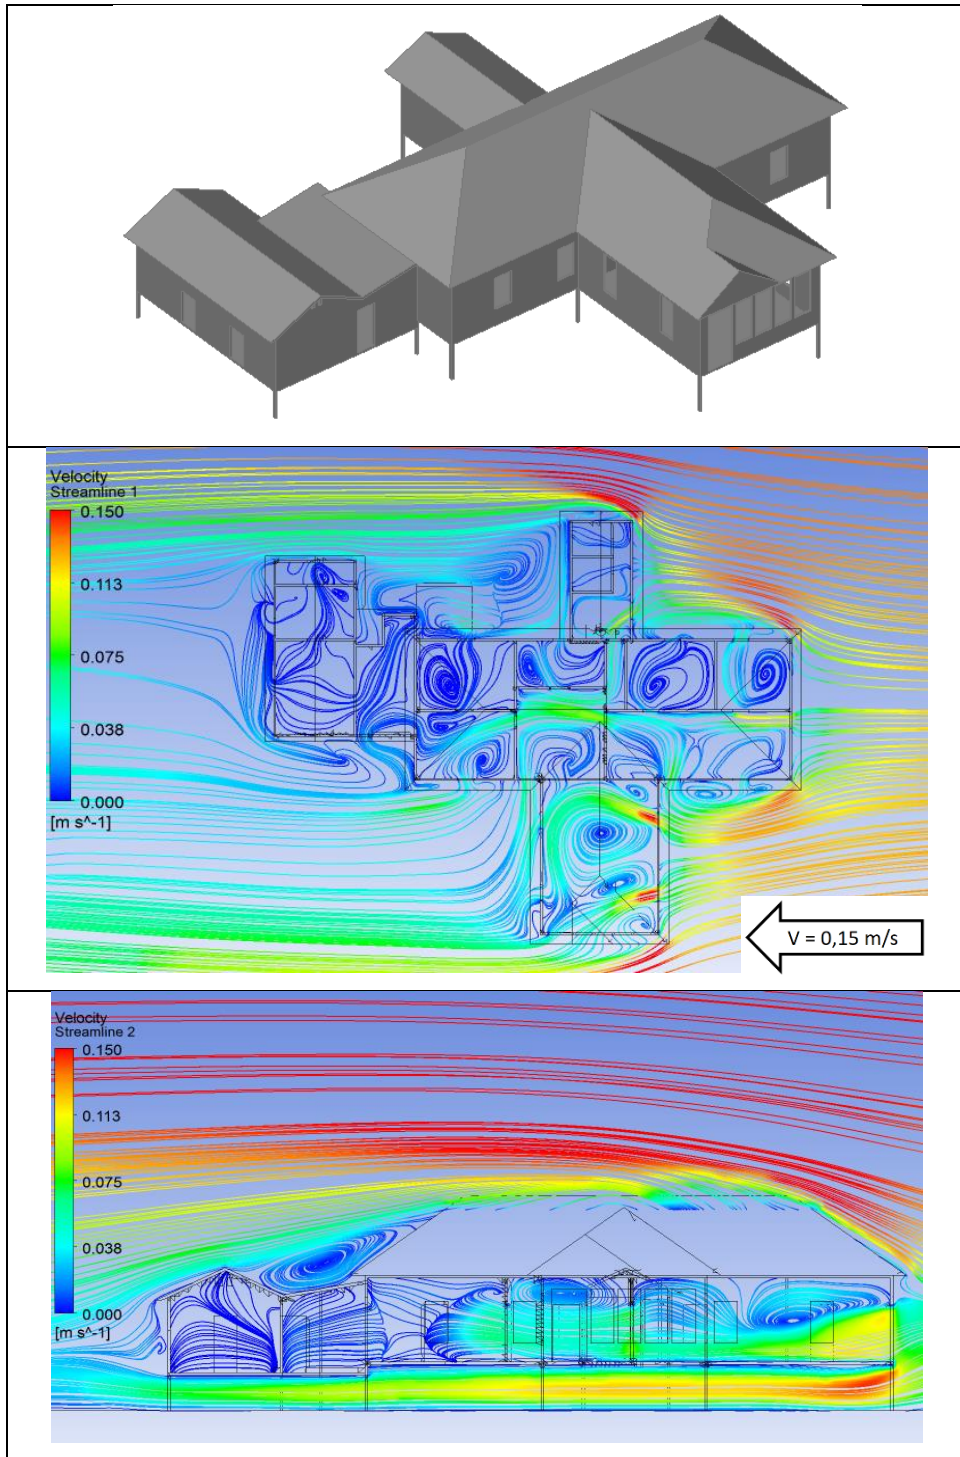 Velocity
Streamline 1
0.150
0.113
0.075
0.038
0.000
[m s^-1]
V = 0,15 m/s
Velocity
Streamline 2
0.150
0.113
0.075
0.038
0.000
[m s^-1]